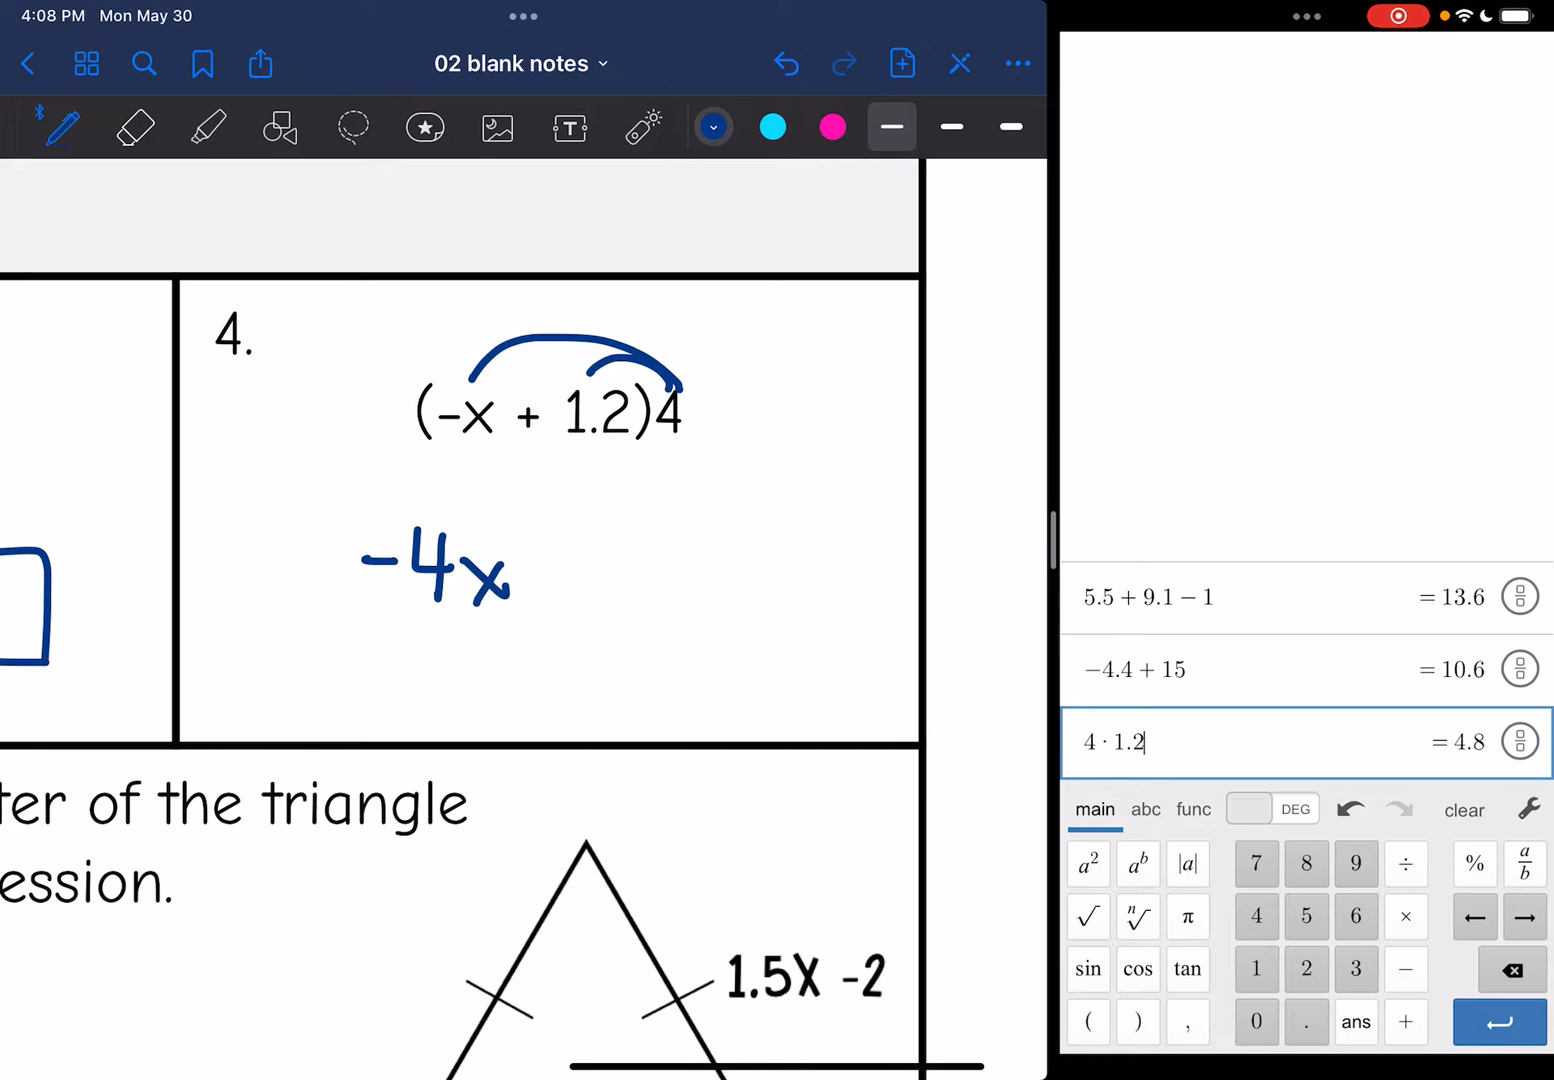 4:08 PM Mon May 30
02 blank notes
T
4.
(-x + 1.2)4
-4x
ter of the triangle
ession.
1.5X -2
5.5 + 9.1 − 1 = 13.6
−4.4 + 15 = 10.6
4 · 1.2 = 4.8
main abc func DEG clear
a² aᵇ |a| 7 8 9 ÷ % a/b
√ ⁿ√ π 4 5 6 × ← →
sin cos tan 1 2 3 −
( ) , 0 . ans +